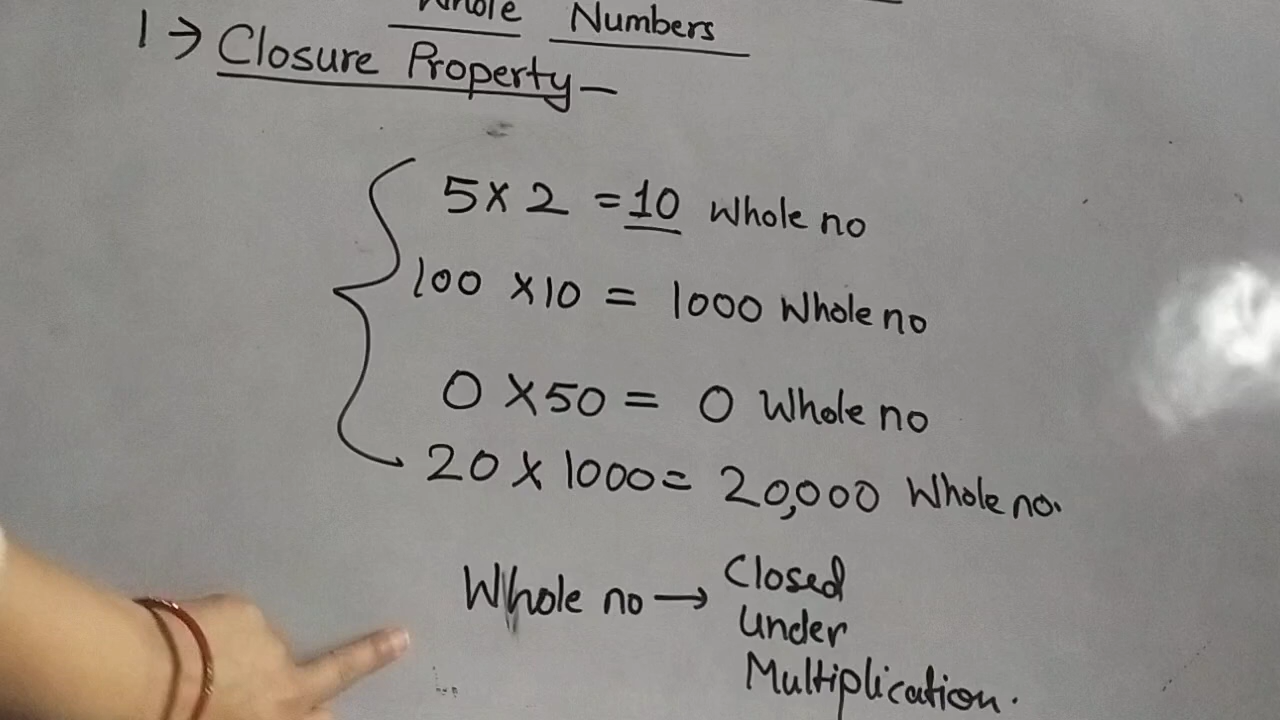 Whole Numbers
1 → Closure Property —
5 × 2 = 10 Whole no
100 × 10 = 1000 Whole no
0 × 50 = 0 Whole no
20 × 1000 = 20,000 Whole no.
Whole no → Closed
Under
Multiplication.